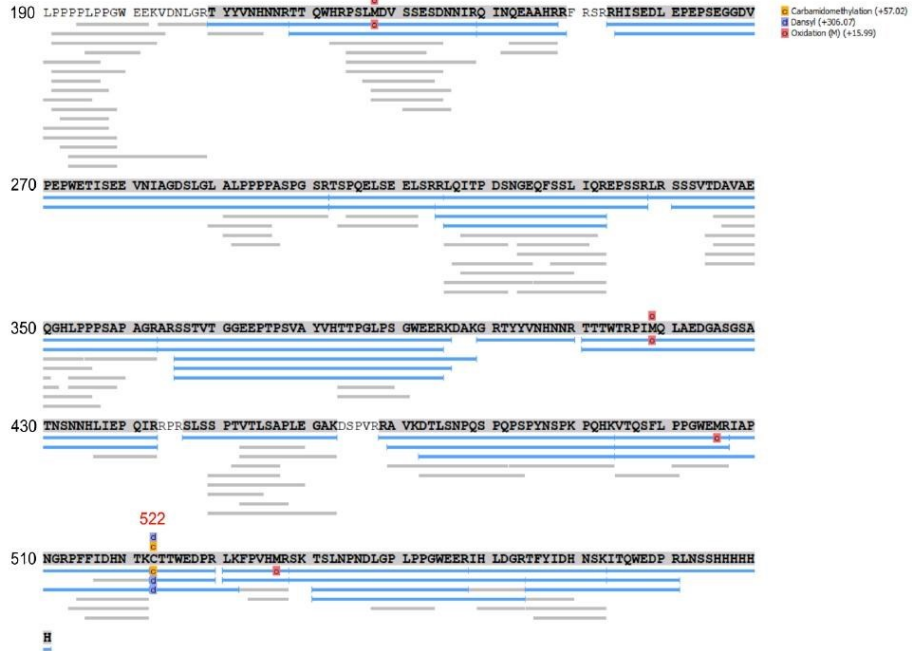 190 LPPPPLPPGW EEKVDNLGRT YYVNHNNRTT QWHRPSLMDV SSESDNNIRQ INQEAAHRRF RSRRHISEDL EPEPSEGGDV
c Carbamidomethylation (+57.02)
d Dansyl (+306.07)
o Oxidation (M) (+15.99)
o
270 PEPWETISEE VNIAGDSLGL ALPPPPASPG SRTSPQELSE ELSRRLQITP DSNGEQFSSL IQREPSSRLR SSSVTDAVAE
o
350 QGHLPPPSAP AGRARSSTVT GGEEPTPSVA YVHTTPGLPS GWEERKDAKG RTYYVNHNNR TTTWTRPIMQ LAEDGASGSA
o
430 TNSNNHLIEP QIRRPRSLSS PTVTLSAPLE GAKDSPVRRA VKDTLSNPQS PQPSPYNSPK PQHKVTQSFL PPGWEMRIAP
o
522
d
c
510 NGRPFFIDHN TKCTTWEDPR LKFPVHMRSK TSLNPNDLGP LPPGWEERIH LDGRTFYIDH NSKITQWEDP RLNSSHHHHH
c o
d
d
H